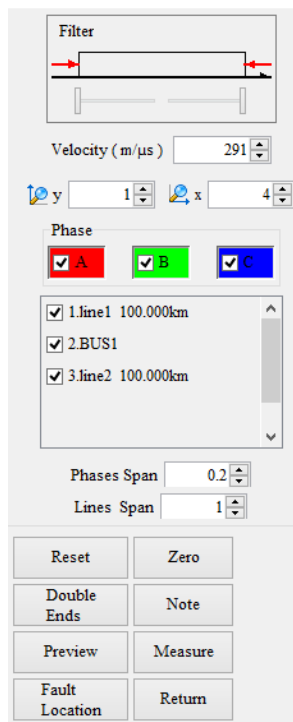 Filter
Velocity ( m/µs ) 291
y 1 x 4
Phase
A B C
1.line1 100.000km
2.BUS1
3.line2 100.000km
Phases Span 0.2
Lines Span 1
Reset Zero
Double
Ends
Note
Preview Measure
Fault
Location
Return